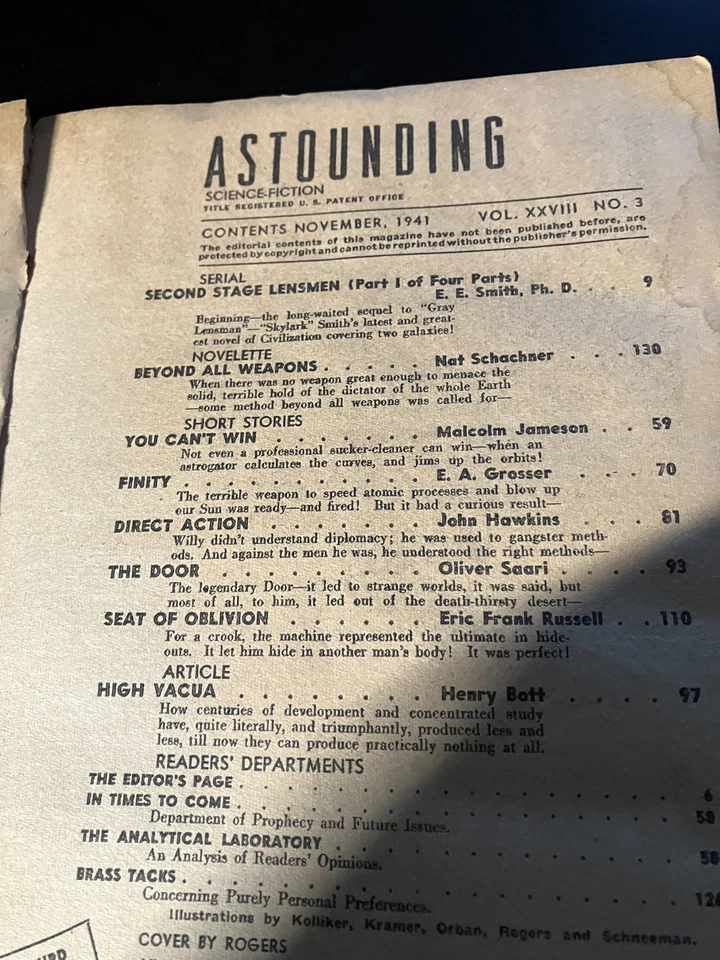 ASTOUNDING
SCIENCE-FICTION
TITLE REGISTERED U. S. PATENT OFFICE
CONTENTS NOVEMBER, 1941 VOL. XXVIII NO. 3
The editorial contents of this magazine have not been published before, are
protected by copyright and cannot be reprinted without the publisher's permission.
SERIAL
SECOND STAGE LENSMEN (Part I of Four Parts)
E. E. Smith, Ph. D. . . 9
Beginning—the long-waited sequel to "Gray
Lensman"—"Skylark" Smith's latest and great-
est novel of Civilization covering two galaxies!
NOVELETTE
BEYOND ALL WEAPONS . . . . . Nat Schachner . . . 130
When there was no weapon great enough to menace the
solid, terrible hold of the dictator of the whole Earth
—some method beyond all weapons was called for—
SHORT STORIES
YOU CAN'T WIN . . . . . . . Malcolm Jameson . . 59
Not even a professional sucker-cleaner can win—when an
astrogator calculates the curves, and jims up the orbits!
FINITY . . . . . . . . . . E. A. Grosser . . . 70
The terrible weapon to speed atomic processes and blow up
our Sun was ready—and fired! But it had a curious result—
DIRECT ACTION . . . . . . . John Hawkins . . . 81
Willy didn't understand diplomacy; he was used to gangster meth-
ods. And against the men he was, he understood the right methods—
THE DOOR . . . . . . . . Oliver Saari . . . . 93
The legendary Door—it led to strange worlds, it was said, but
most of all, to him, it led out of the death-thirsty desert—
SEAT OF OBLIVION . . . . . . Eric Frank Russell . . 110
For a crook, the machine represented the ultimate in hide-
outs. It let him hide in another man's body! It was perfect!
ARTICLE
HIGH VACUA . . . . . . . . Henry Bott . . . . 97
How centuries of development and concentrated study
have, quite literally, and triumphantly, produced less and
less, till now they can produce practically nothing at all.
READERS' DEPARTMENTS
THE EDITOR'S PAGE . . . . . . . . . . . . . 6
IN TIMES TO COME . . . . . . . . . . . . . 58
Department of Prophecy and Future Issues.
THE ANALYTICAL LABORATORY . . . . . . . . . . 58
An Analysis of Readers' Opinions.
BRASS TACKS . . . . . . . . . . . . . . 126
Concerning Purely Personal Preferences.
Illustrations by Kolliker, Kramer, Orban, Rogers and Schneeman.
COVER BY ROGERS